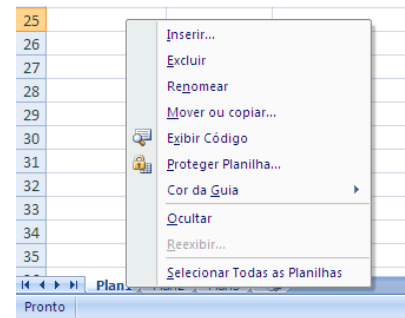 25
26
27
28
29
30
31
32
33
34
35
Inserir...
Excluir
Renomear
Mover ou copiar...
Exibir Código
Proteger Planilha...
Cor da Guia
Ocultar
Reexibir...
Selecionar Todas as Planilhas
Plan1
Pronto